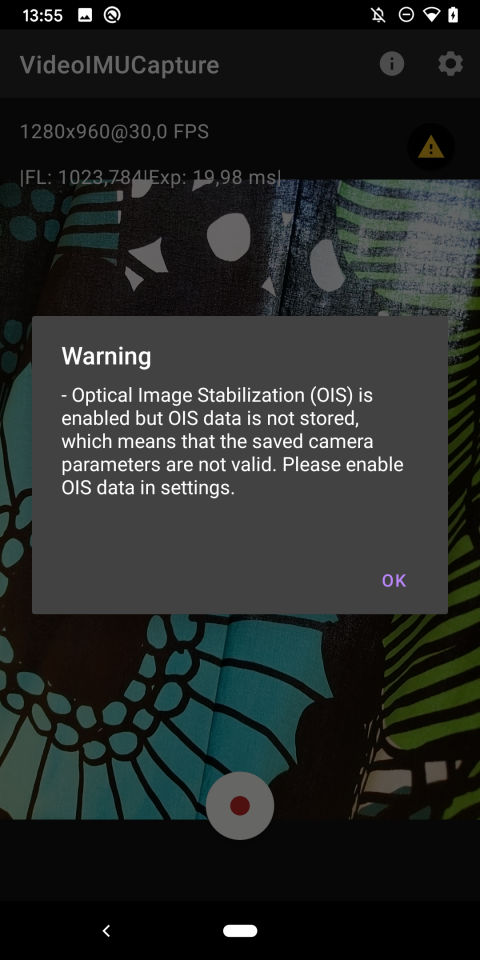 13:55
VideoIMUCapture
1280x960@30,0 FPS
|FL: 1023,784|Exp: 19,98 ms|
Warning
- Optical Image Stabilization (OIS) is
enabled but OIS data is not stored,
which means that the saved camera
parameters are not valid. Please enable
OIS data in settings.
OK